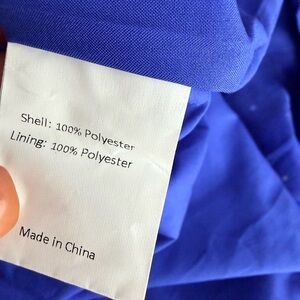 Shell: 100% Polyester
Lining: 100% Polyester
Made in China